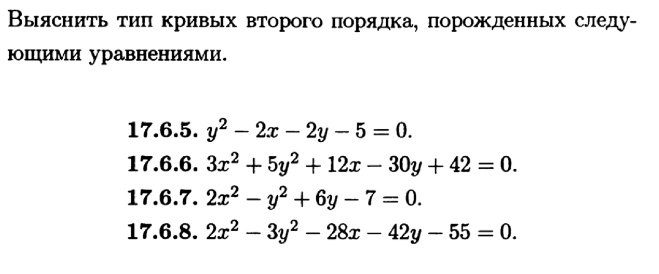 Выяснить тип кривых второго порядка, порожденных следу-
ющими уравнениями.
17.6.5. y² − 2x − 2y − 5 = 0.
17.6.6. 3x² + 5y² + 12x − 30y + 42 = 0.
17.6.7. 2x² − y² + 6y − 7 = 0.
17.6.8. 2x² − 3y² − 28x − 42y − 55 = 0.